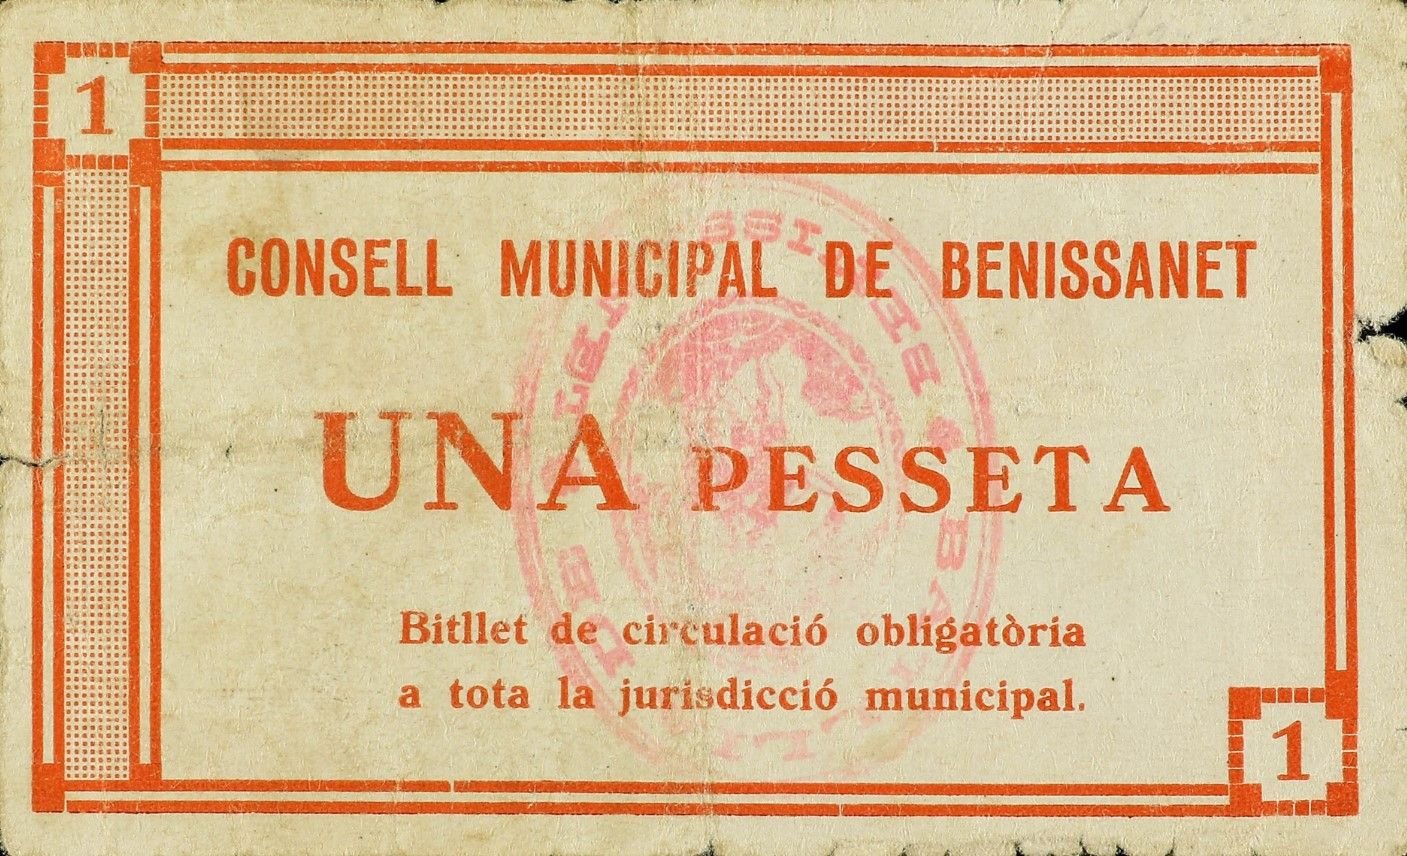 1
CONSELL MUNICIPAL DE BENISSANET
UNA PESSETA
Bitllet de circulació obligatòria
a tota la jurisdicció municipal.
1